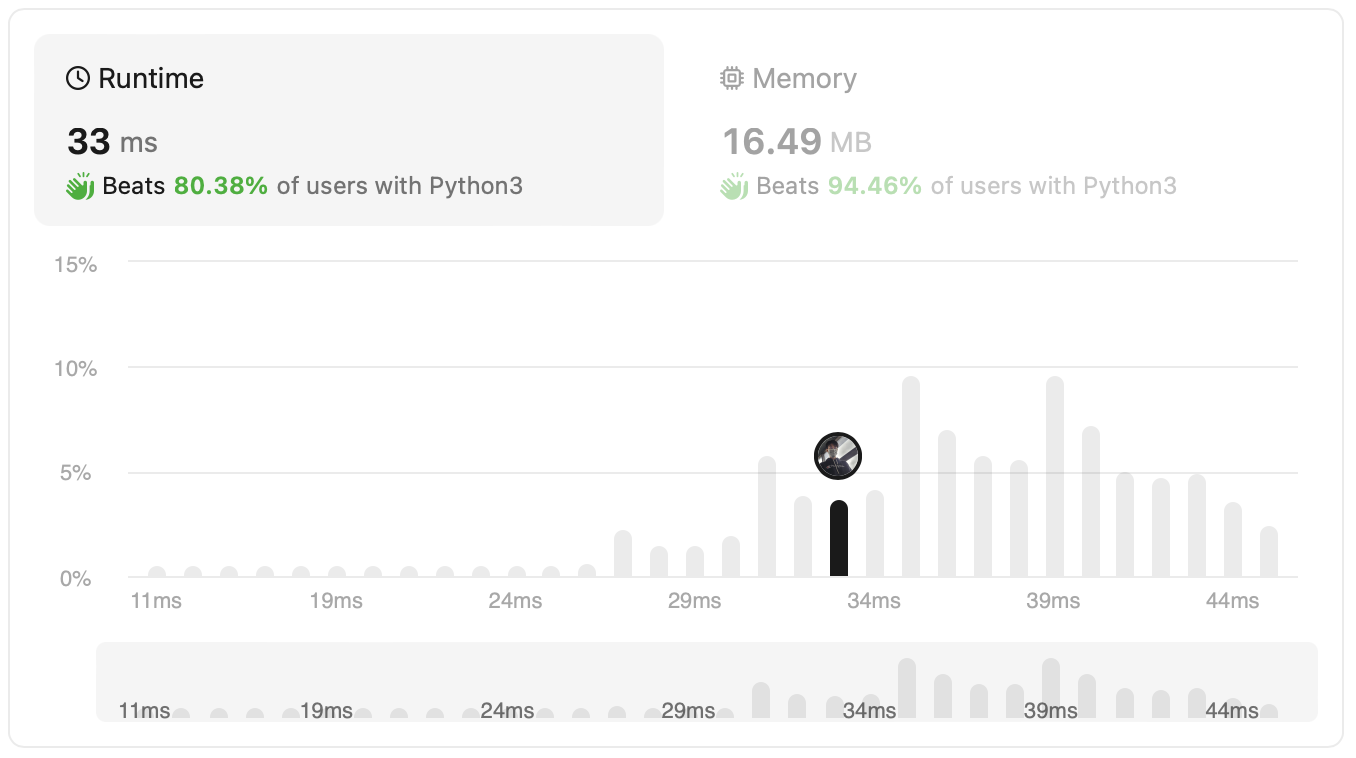 Runtime
33 ms
Beats 80.38% of users with Python3
Memory
16.49 MB
Beats 94.46% of users with Python3
15%
10%
5%
0%
11ms 19ms 24ms 29ms 34ms 39ms 44ms
11ms 19ms 24ms 29ms 34ms 39ms 44ms